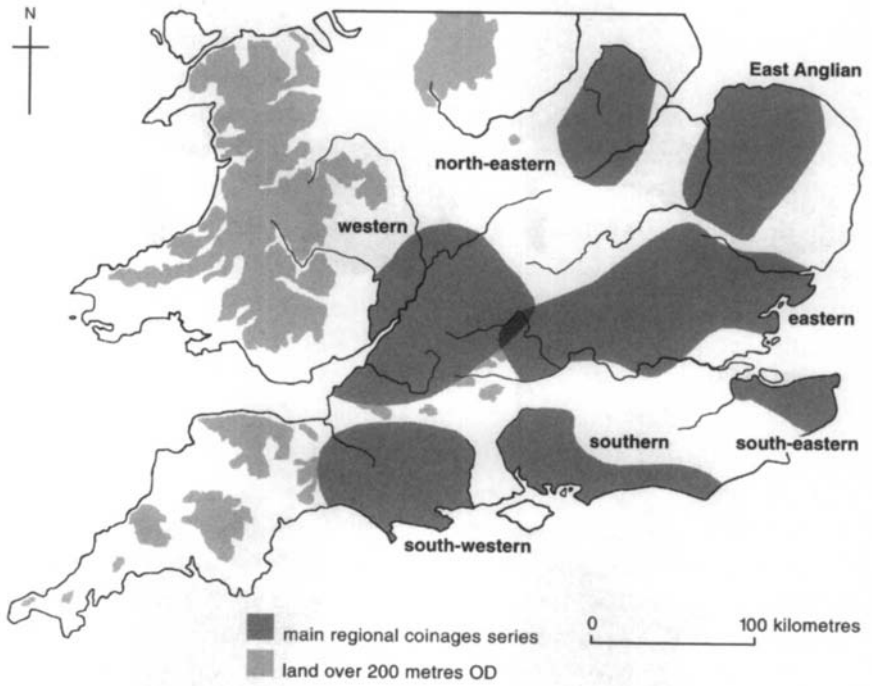 N
East Anglian
north-eastern
western
eastern
southern
south-eastern
south-western
main regional coinages series
0 100 kilometres
land over 200 metres OD